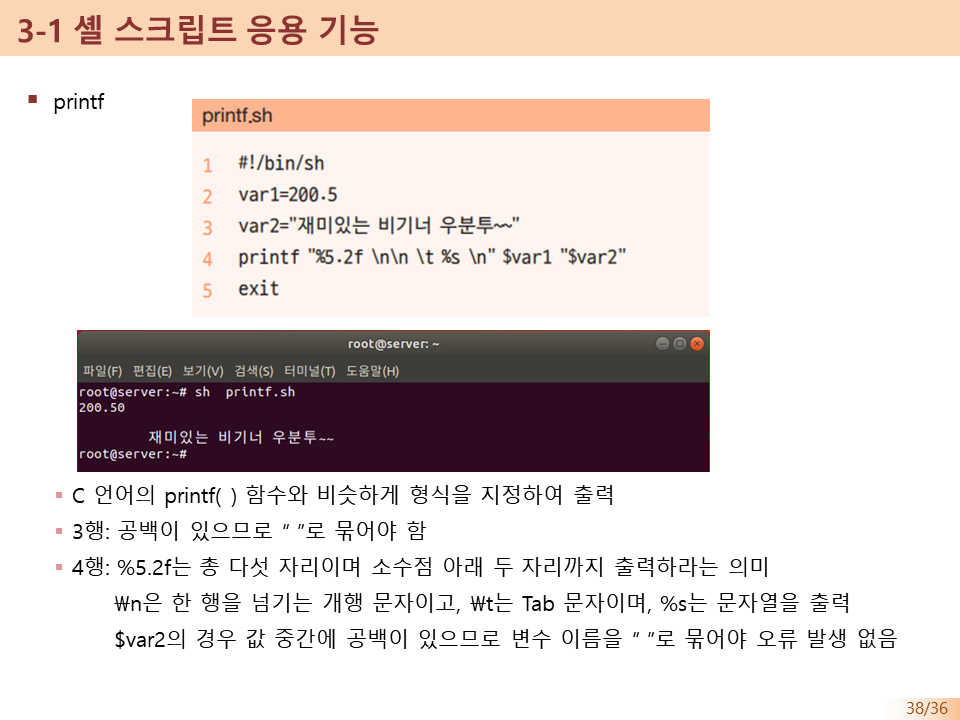 3-1 셸 스크립트 응용 기능
▪ printf
printf.sh
1 #!/bin/sh
2 var1=200.5
3 var2="재미있는 비기너 우분투~~"
4 printf "%5.2f \n\n \t %s \n" $var1 "$var2"
5 exit
root@server: ~
파일(F) 편집(E) 보기(V) 검색(S) 터미널(T) 도움말(H)
root@server:~# sh  printf.sh
200.50
재미있는 비기너 우분투~~
root@server:~#
▪ C 언어의 printf( ) 함수와 비슷하게 형식을 지정하여 출력
▪ 3행: 공백이 있으므로 “ ”로 묶어야 함
▪ 4행: %5.2f는 총 다섯 자리이며 소수점 아래 두 자리까지 출력하라는 의미
₩n은 한 행을 넘기는 개행 문자이고, ₩t는 Tab 문자이며, %s는 문자열을 출력
$var2의 경우 값 중간에 공백이 있으므로 변수 이름을 “ ”로 묶어야 오류 발생 없음
38/36